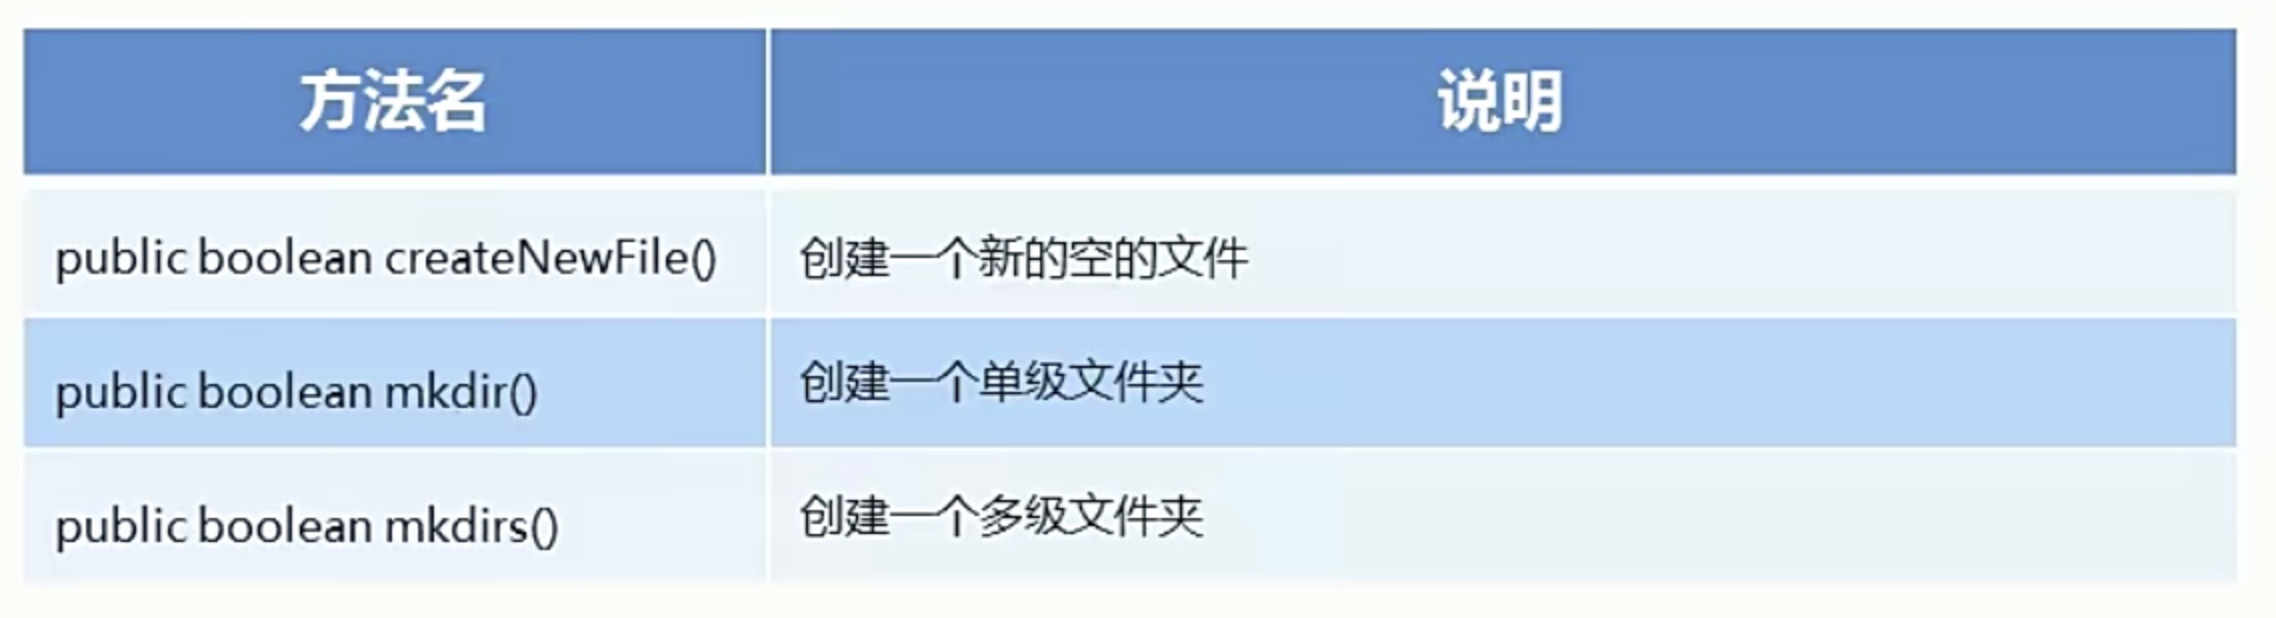 方法名
说明
public boolean createNewFile()
创建一个新的空的文件
public boolean mkdir()
创建一个单级文件夹
public boolean mkdirs()
创建一个多级文件夹